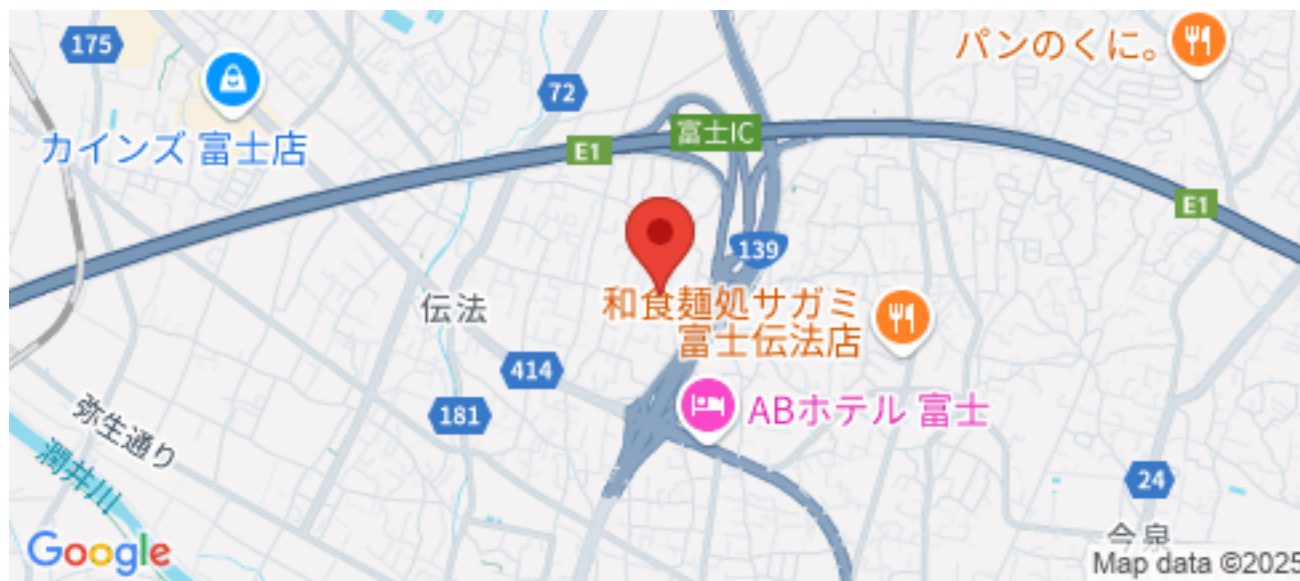 175
パンのくに。
72
カインズ 富士店
富士IC
E1
E1
139
伝法
和食麺処サガミ
富士伝法店
414
181
ABホテル 富士
弥生通り
潤井川
24
今泉
Google
Map data ©2025